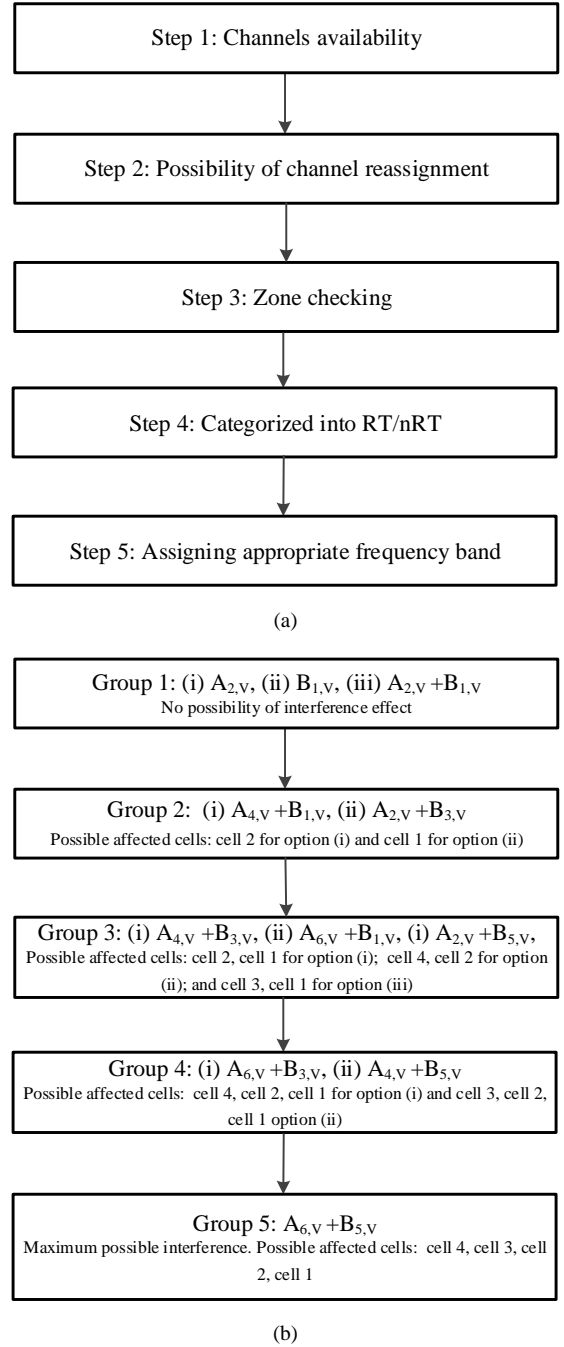 Step 1: Channels availability
Step 2: Possibility of channel reassignment
Step 3: Zone checking
Step 4: Categorized into RT/nRT
Step 5: Assigning appropriate frequency band
(a)
Group 1: (i) A2,V, (ii) B1,V, (iii) A2,V +B1,V
No possibility of interference effect
Group 2: (i) A4,V +B1,V, (ii) A2,V +B3,V
Possible affected cells: cell 2 for option (i) and cell 1 for option (ii)
Group 3: (i) A4,V +B3,V, (ii) A6,V +B1,V, (i) A2,V +B5,V,
Possible affected cells: cell 2, cell 1 for option (i); cell 4, cell 2 for option
(ii); and cell 3, cell 1 for option (iii)
Group 4: (i) A6,V +B3,V, (ii) A4,V +B5,V
Possible affected cells: cell 4, cell 2, cell 1 for option (i) and cell 3, cell 2,
cell 1 option (ii)
Group 5: A6,V +B5,V
Maximum possible interference. Possible affected cells: cell 4, cell 3, cell
2, cell 1
(b)